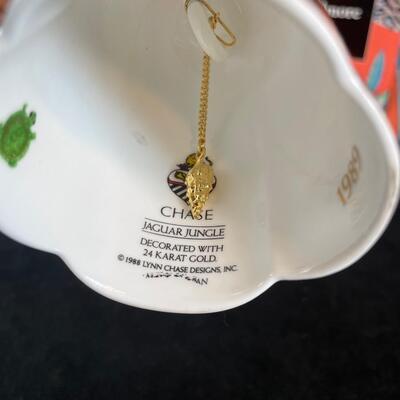 CHASE
JAGUAR JUNGLE
DECORATED WITH
24 KARAT GOLD.
© 1988 LYNN CHASE DESIGNS, INC.
1989